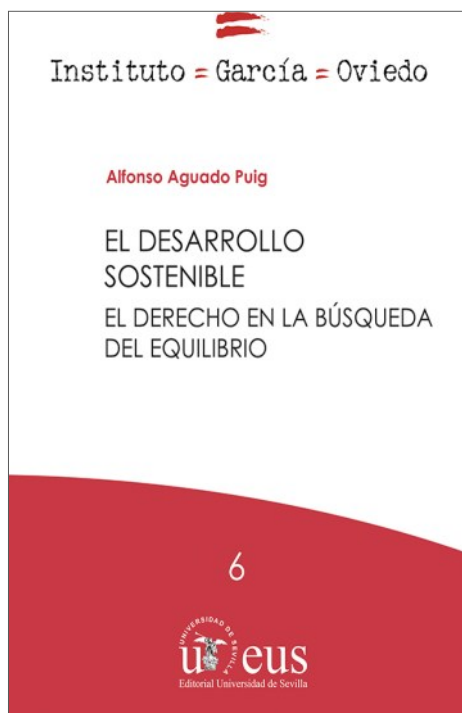 Instituto = García = Oviedo
Alfonso Aguado Puig
EL DESARROLLO
SOSTENIBLE
EL DERECHO EN LA BÚSQUEDA
DEL EQUILIBRIO
6
UNIVERSIDAD DE SEVILLA
eus
Editorial Universidad de Sevilla